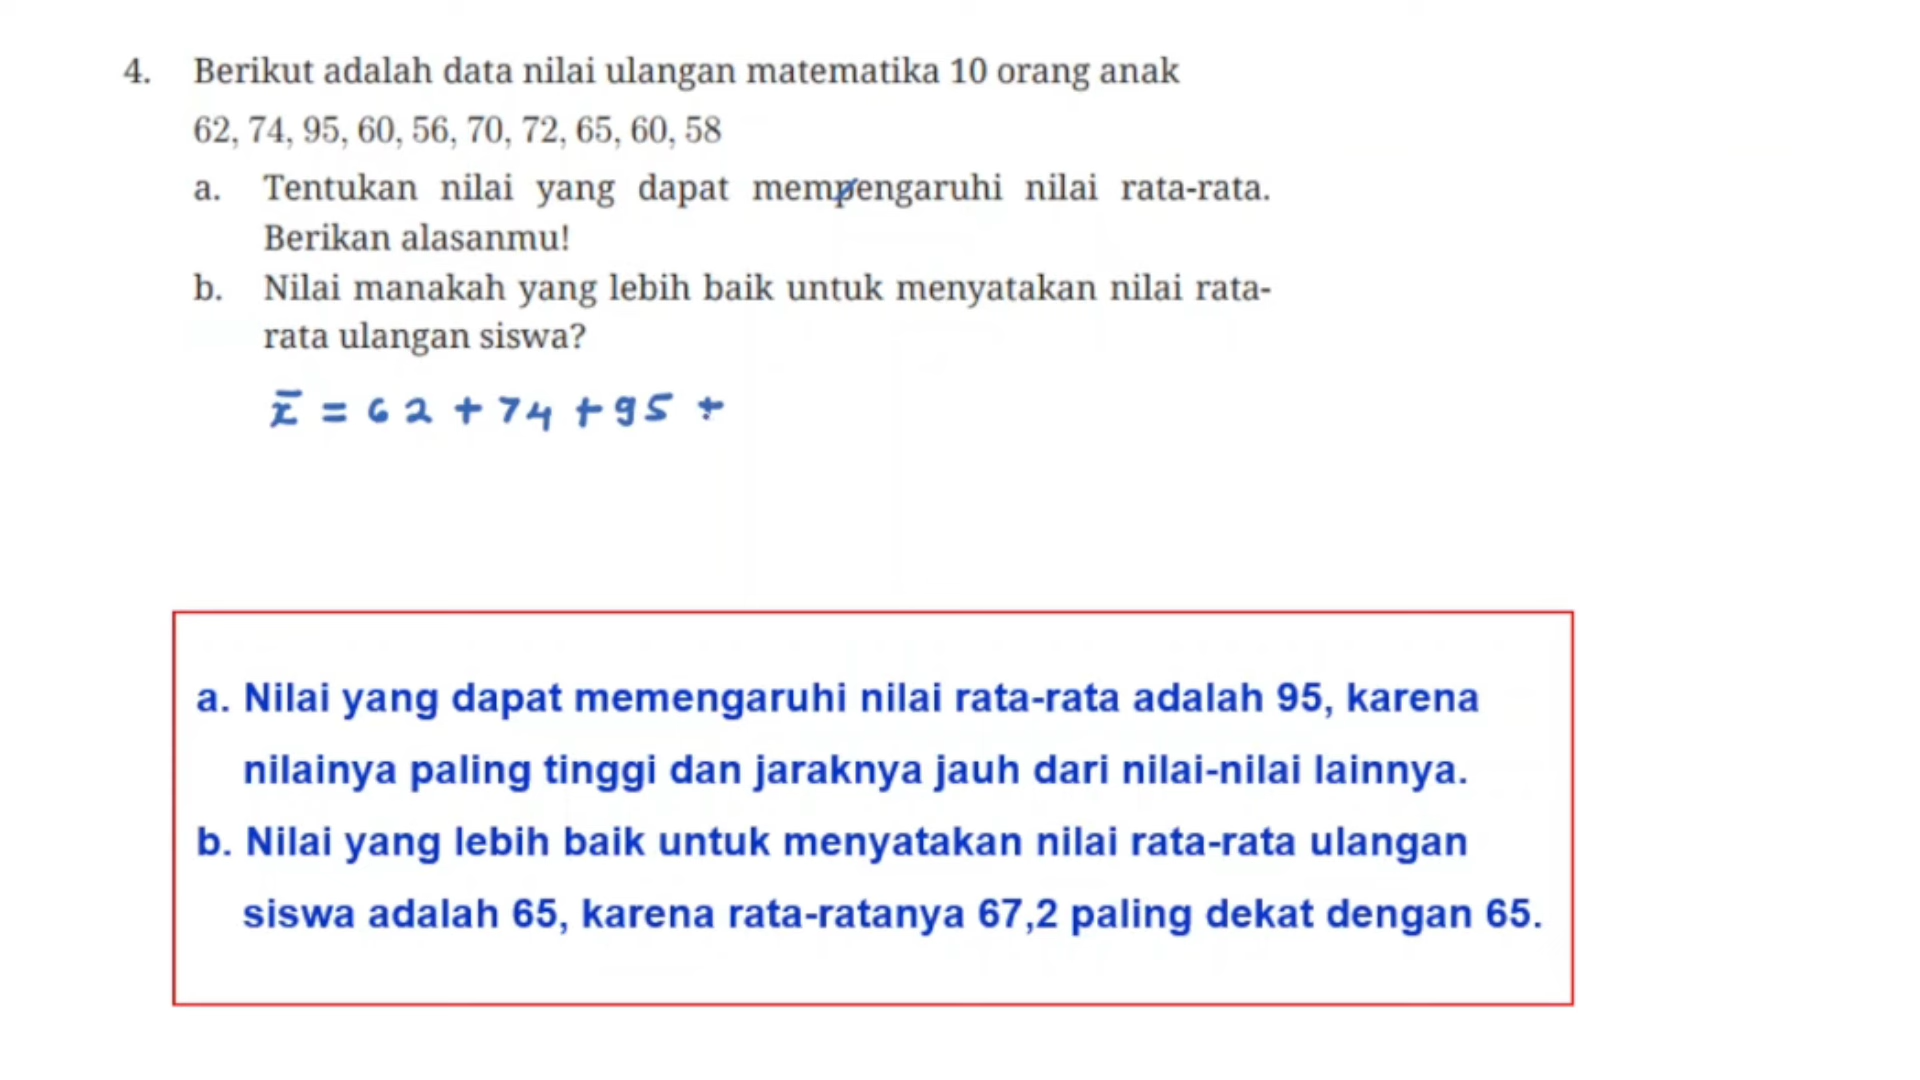 4. Berikut adalah data nilai ulangan matematika 10 orang anak
62, 74, 95, 60, 56, 70, 72, 65, 60, 58
a. Tentukan nilai yang dapat mempengaruhi nilai rata-rata.
Berikan alasanmu!
b. Nilai manakah yang lebih baik untuk menyatakan nilai rata-
rata ulangan siswa?
x̄ = 62 + 74 + 95 +
a. Nilai yang dapat memengaruhi nilai rata-rata adalah 95, karena
nilainya paling tinggi dan jaraknya jauh dari nilai-nilai lainnya.
b. Nilai yang lebih baik untuk menyatakan nilai rata-rata ulangan
siswa adalah 65, karena rata-ratanya 67,2 paling dekat dengan 65.